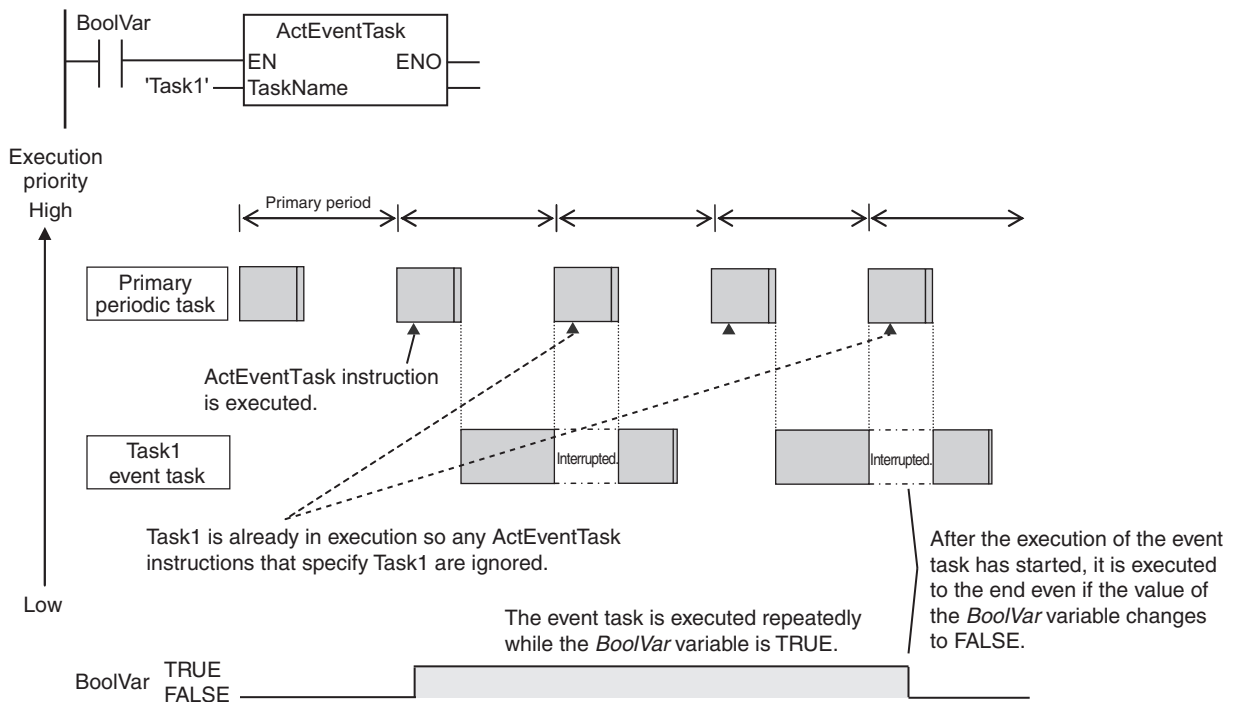 BoolVar
ActEventTask
EN ENO
'Task1' TaskName
Execution
priority
High
Primary period
Primary
periodic task
ActEventTask instruction
is executed.
Task1
event task
Interrupted.
Interrupted.
Task1 is already in execution so any ActEventTask
instructions that specify Task1 are ignored.
After the execution of the event
task has started, it is executed
to the end even if the value of
the BoolVar variable changes
to FALSE.
Low
The event task is executed repeatedly
while the BoolVar variable is TRUE.
BoolVar
TRUE
FALSE